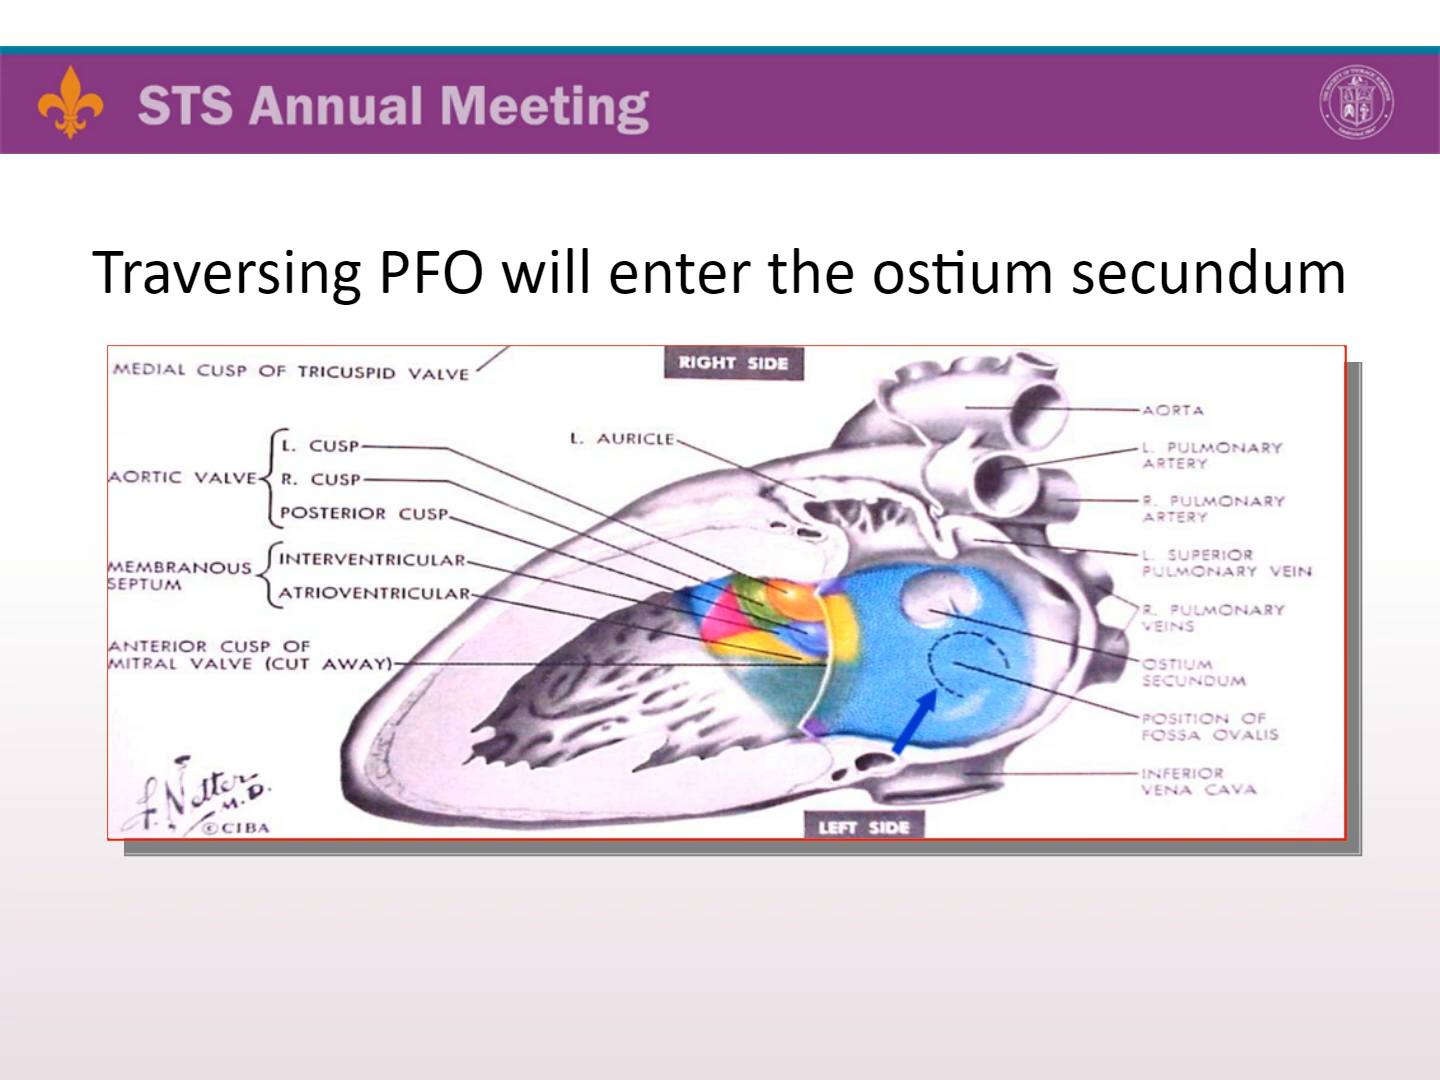 STS Annual Meeting
Traversing PFO will enter the ostium secundum
MEDIAL CUSP OF TRICUSPID VALVE
RIGHT SIDE
AORTIC VALVE
L. CUSP
R. CUSP
POSTERIOR CUSP
MEMBRANOUS
SEPTUM
INTERVENTRICULAR
ATRIOVENTRICULAR
ANTERIOR CUSP OF
MITRAL VALVE (CUT AWAY)
L. AURICLE
AORTA
L. PULMONARY
ARTERY
R. PULMONARY
ARTERY
L. SUPERIOR
PULMONARY VEIN
R. PULMONARY
VEINS
OSTIUM
SECUNDUM
POSITION OF
FOSSA OVALIS
INFERIOR
VENA CAVA
LEFT SIDE
F. Netter
M.D.
©CIBA